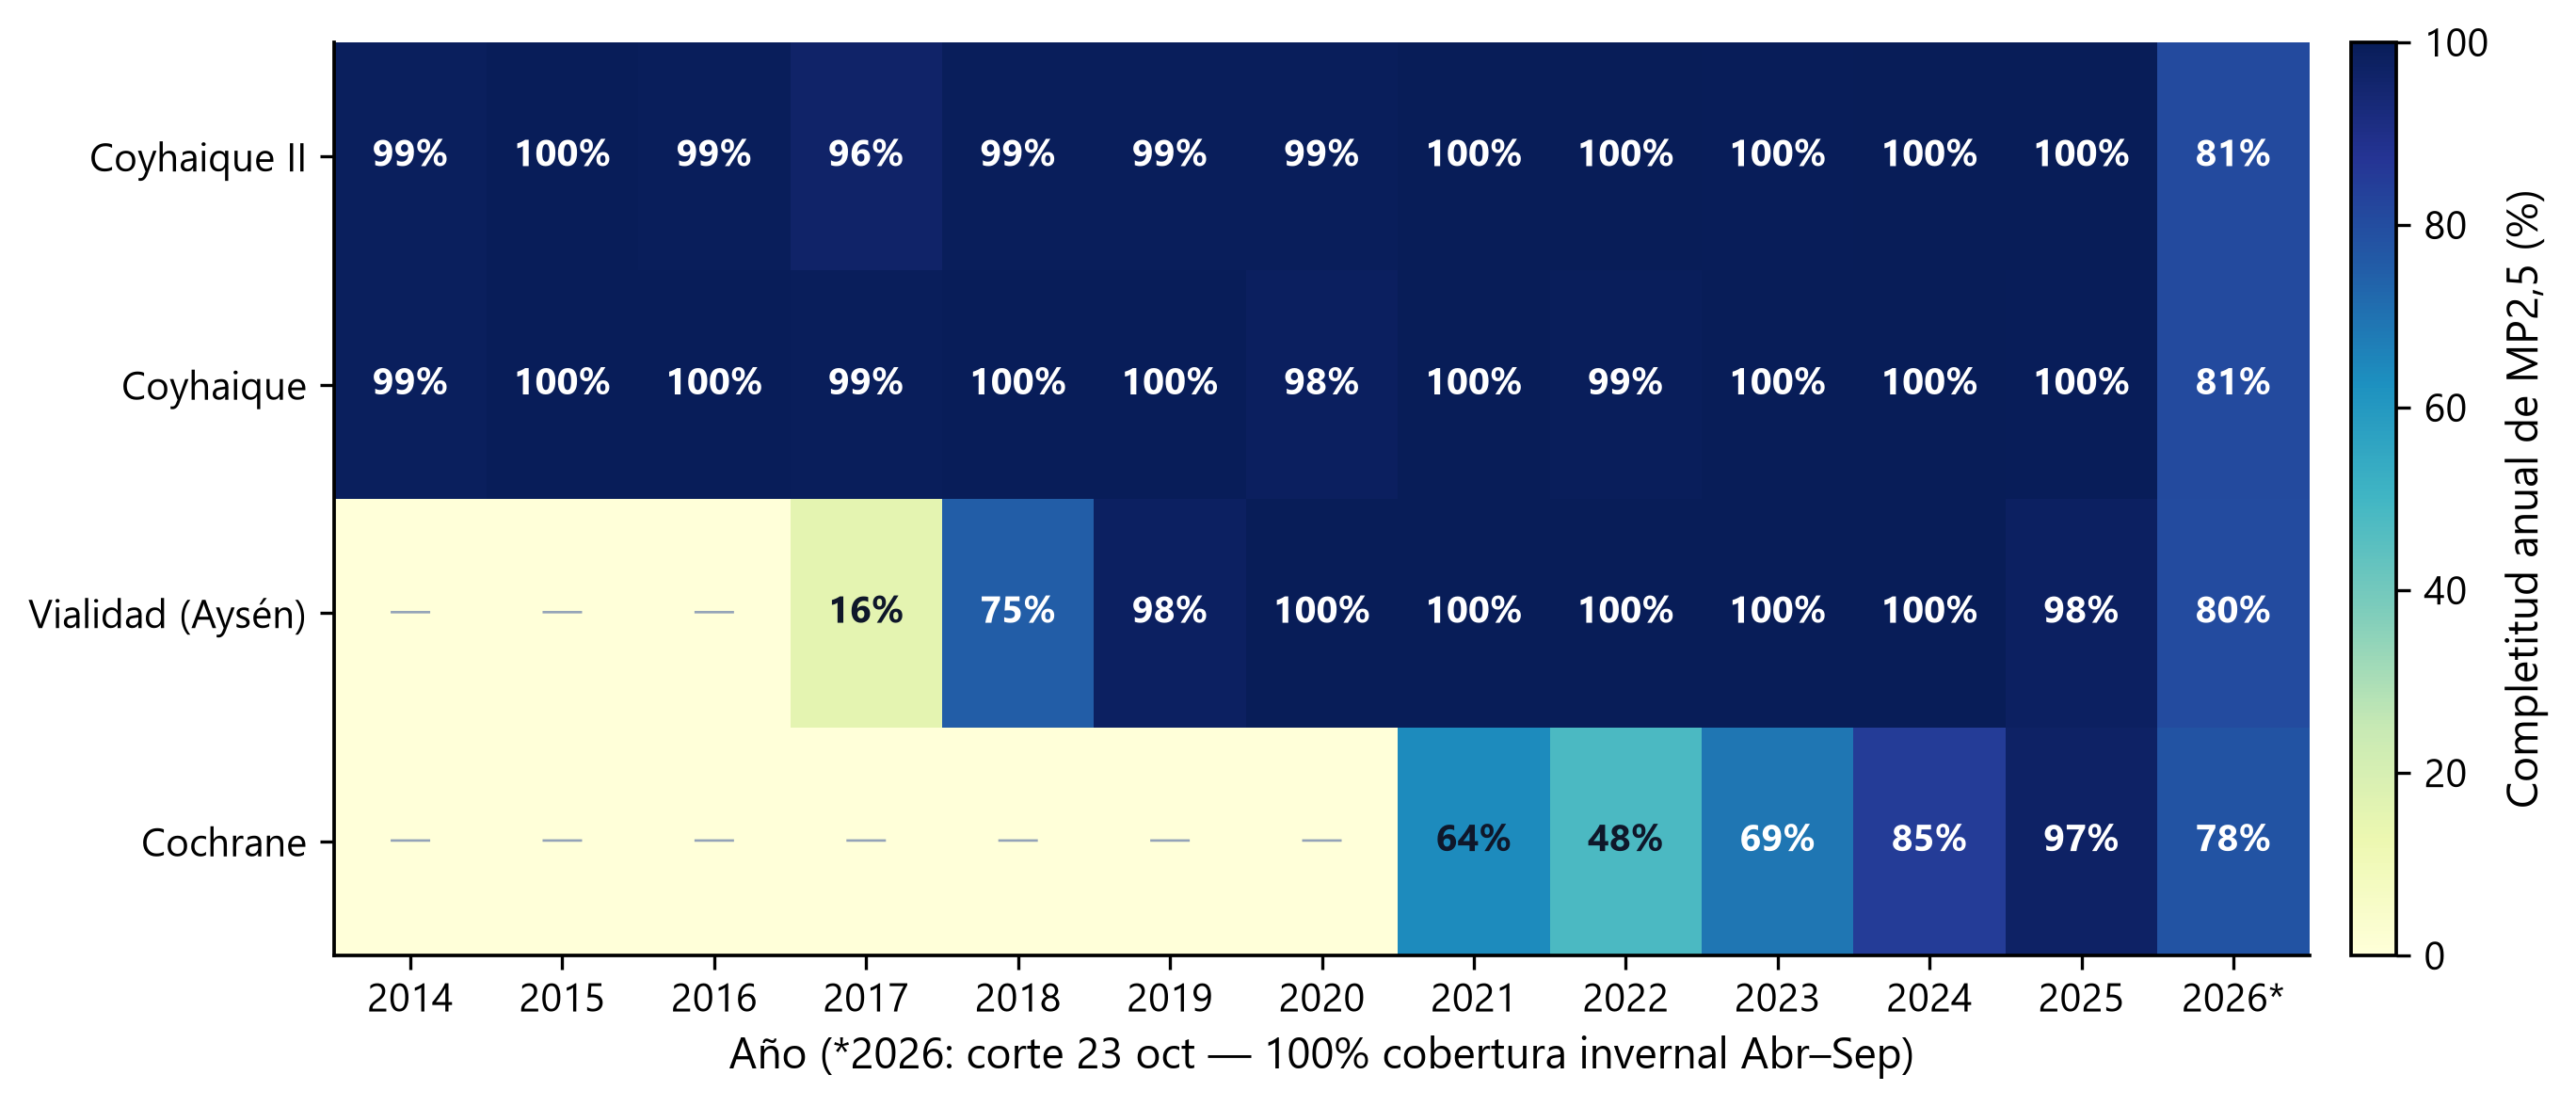 Coyhaique II 99% 100% 99% 96% 99% 99% 99% 100% 100% 100% 100% 100% 81%
Coyhaique 99% 100% 100% 99% 100% 100% 98% 100% 99% 100% 100% 100% 81%
Vialidad (Aysén) — — — 16% 75% 98% 100% 100% 100% 100% 100% 98% 80%
Cochrane — — — — — — — 64% 48% 69% 85% 97% 78%
2014 2015 2016 2017 2018 2019 2020 2021 2022 2023 2024 2025 2026*
Año (*2026: corte 23 oct — 100% cobertura invernal Abr–Sep)
100
80
60
40
20
0
Completitud anual de MP2,5 (%)